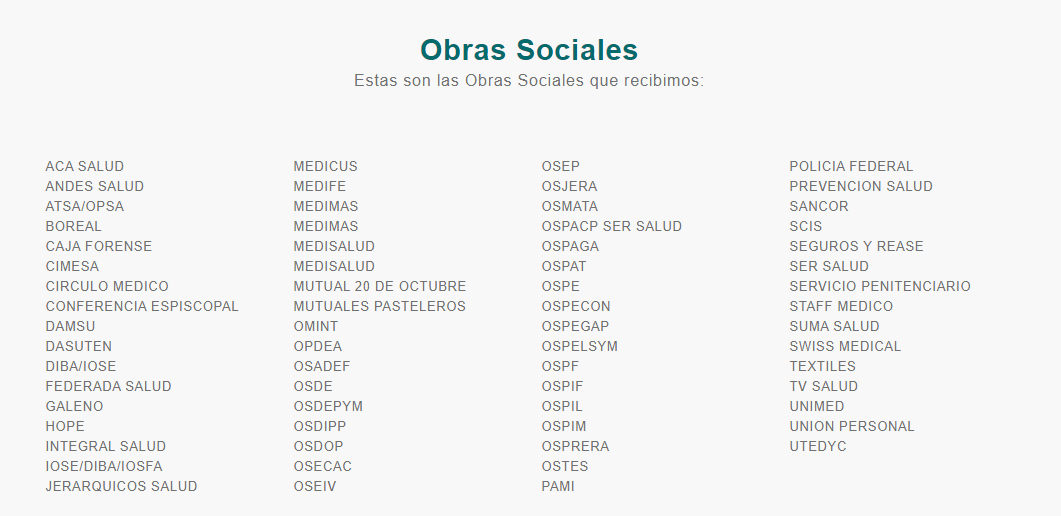 Obras Sociales
Estas son las Obras Sociales que recibimos:
ACA SALUD
ANDES SALUD
ATSA/OPSA
BOREAL
CAJA FORENSE
CIMESA
CIRCULO MEDICO
CONFERENCIA ESPISCOPAL
DAMSU
DASUTEN
DIBA/IOSE
FEDERADA SALUD
GALENO
HOPE
INTEGRAL SALUD
IOSE/DIBA/IOSFA
JERARQUICOS SALUD
MEDICUS
MEDIFE
MEDIMAS
MEDIMAS
MEDISALUD
MEDISALUD
MUTUAL 20 DE OCTUBRE
MUTUALES PASTELEROS
OMINT
OPDEA
OSADEF
OSDE
OSDEPYM
OSDIPP
OSDOP
OSECAC
OSEIV
OSEP
OSJERA
OSMATA
OSPACP SER SALUD
OSPAGA
OSPAT
OSPE
OSPECON
OSPEGAP
OSPELSYM
OSPF
OSPIF
OSPIL
OSPIM
OSPRERA
OSTES
PAMI
POLICIA FEDERAL
PREVENCION SALUD
SANCOR
SCIS
SEGUROS Y REASE
SER SALUD
SERVICIO PENITENCIARIO
STAFF MEDICO
SUMA SALUD
SWISS MEDICAL
TEXTILES
TV SALUD
UNIMED
UNION PERSONAL
UTEDYC